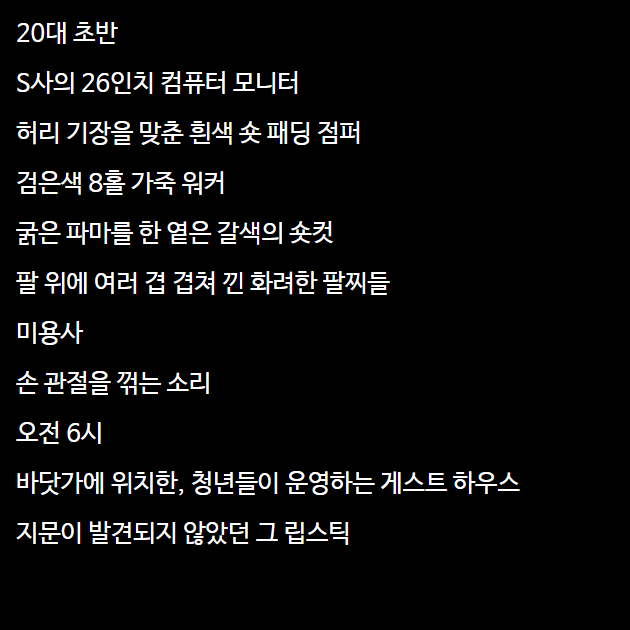 20대 초반
S사의 26인치 컴퓨터 모니터
허리 기장을 맞춘 흰색 숏 패딩 점퍼
검은색 8홀 가죽 워커
굵은 파마를 한 옅은 갈색의 숏컷
팔 위에 여러 겹 겹쳐 낀 화려한 팔찌들
미용사
손 관절을 꺾는 소리
오전 6시
바닷가에 위치한, 청년들이 운영하는 게스트 하우스
지문이 발견되지 않았던 그 립스틱